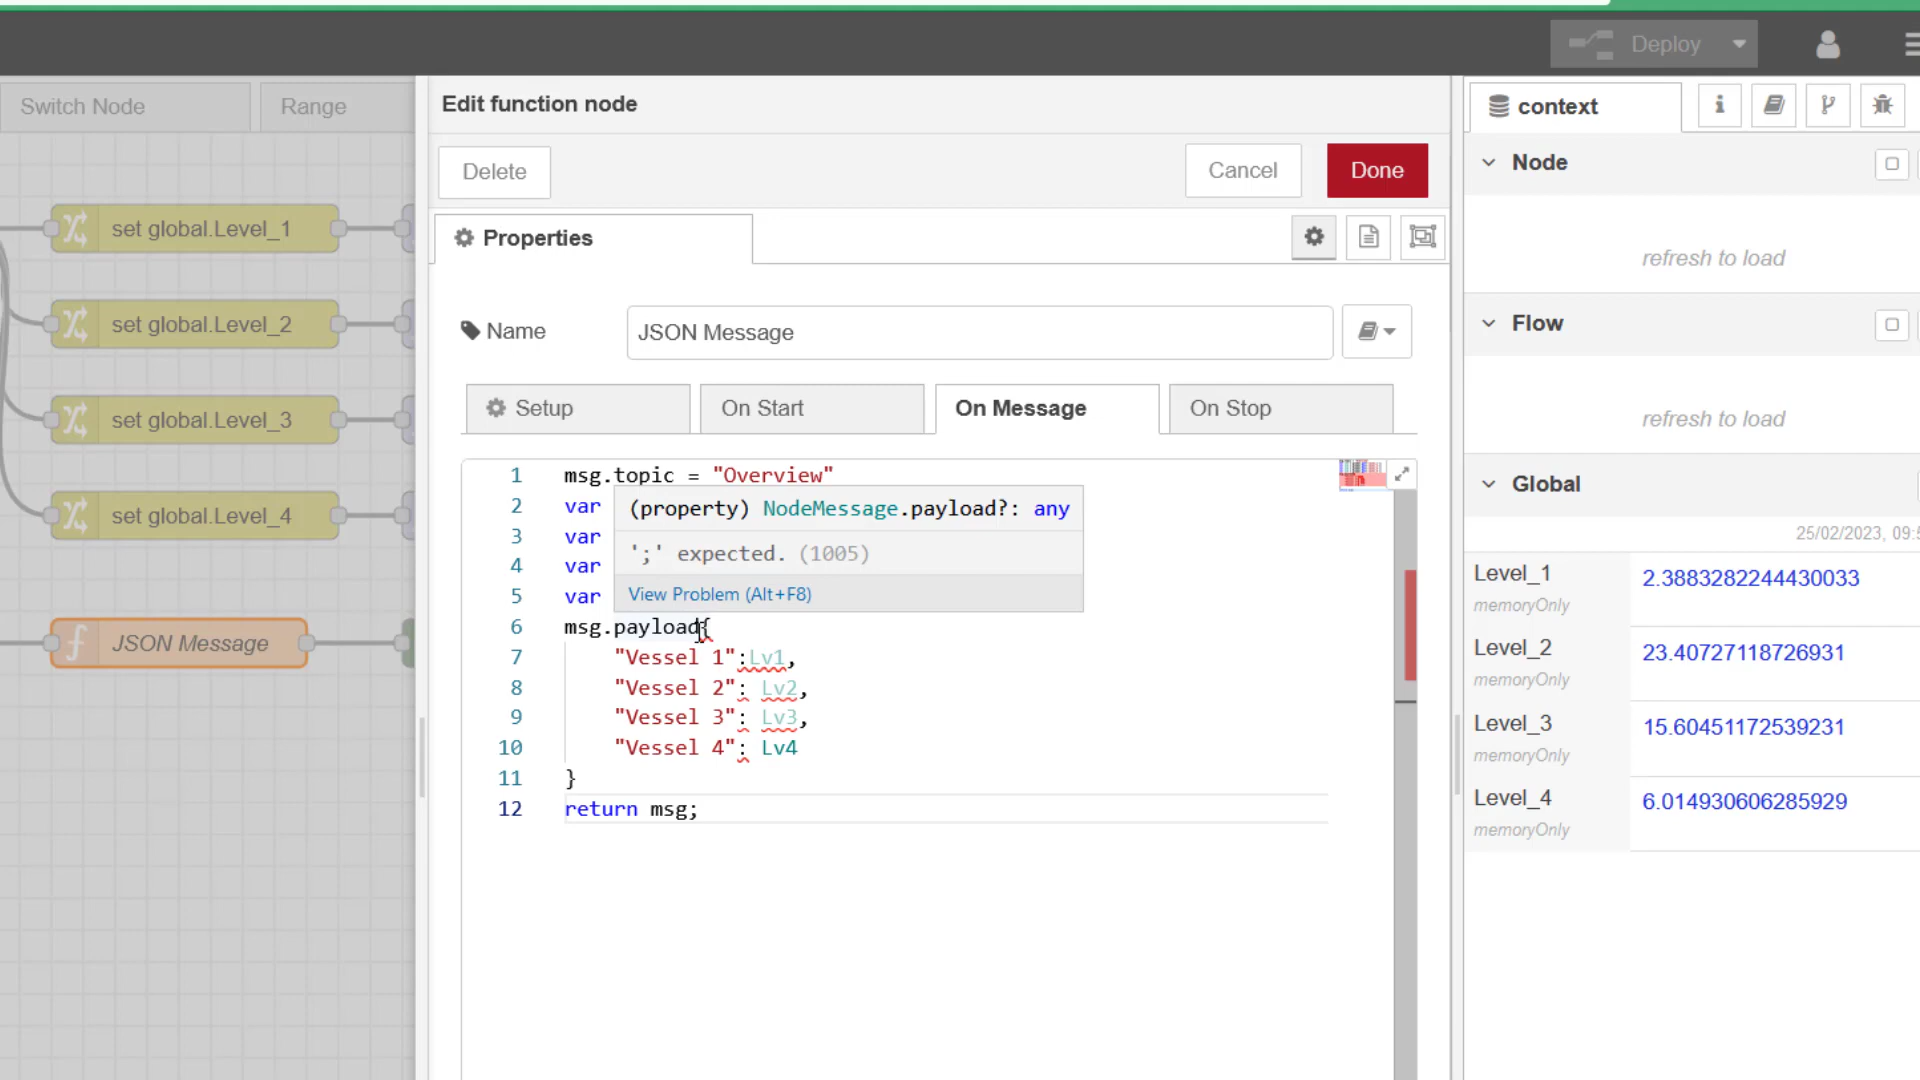 Deploy
Switch Node
Range
Edit function node
context
Delete
Cancel
Done
Node
Properties
set global.Level_1
refresh to load
Name
JSON Message
Flow
set global.Level_2
Setup
On Start
On Message
On Stop
refresh to load
set global.Level_3
1 msg.topic = "Overview"
Global
2 var
(property) NodeMessage.payload?: any
set global.Level_4
3 var
25/02/2023, 09:5
';' expected. (1005)
4 var
Level_1
memoryOnly
2.3883282244430033
5 var
View Problem (Alt+F8)
6 msg.payload{
JSON Message
Level_2
memoryOnly
23.40727118726931
7 "Vessel 1":Lv1,
8 "Vessel 2": Lv2,
9 "Vessel 3": Lv3,
Level_3
memoryOnly
15.60451172539231
10 "Vessel 4": Lv4
11 }
12 return msg;
Level_4
memoryOnly
6.014930606285929